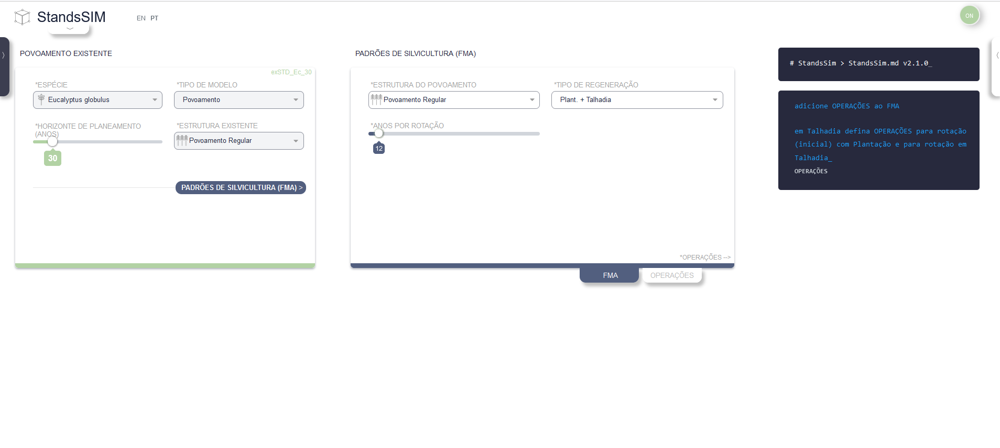 StandsSIM
EN PT
ON
POVOAMENTO EXISTENTE
exSTD_Ec_30
*ESPÉCIE
Eucalyptus globulus
*TIPO DE MODELO
Povoamento
*HORIZONTE DE PLANEAMENTO
(ANOS)
30
*ESTRUTURA EXISTENTE
Povoamento Regular
PADRÕES DE SILVICULTURA (FMA) >
PADRÕES DE SILVICULTURA (FMA)
*ESTRUTURA DO POVOAMENTO
Povoamento Regular
*TIPO DE REGENERAÇÃO
Plant. + Talhadia
*ANOS POR ROTAÇÃO
12
*OPERAÇÕES -->
FMA
OPERAÇÕES
# StandsSim > StandsSim.md v2.1.0_
adicione OPERAÇÕES ao FMA
em Talhadia defina OPERAÇÕES para rotação
(inicial) com Plantação e para rotação em
Talhadia_
OPERAÇÕES